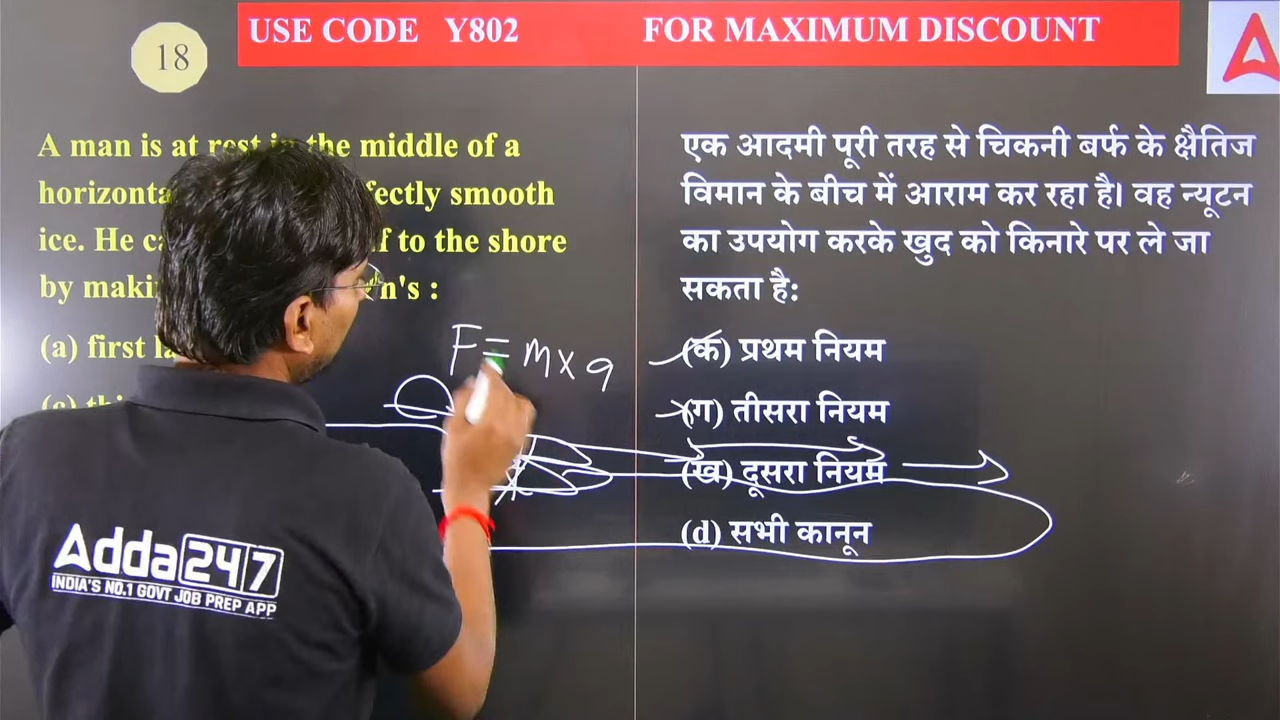 USE CODE Y802 FOR MAXIMUM DISCOUNT
18
A man is at rest in the middle of a
horizonta fectly smooth
ice. He ca f to the shore
by maki n's :
(a) first la
एक आदमी पूरी तरह से चिकनी बर्फ के क्षैतिज
विमान के बीच में आराम कर रहा है। वह न्यूटन
का उपयोग करके खुद को किनारे पर ले जा
सकता है:
(क) प्रथम नियम
(ग) तीसरा नियम
(ख) दूसरा नियम
(d) सभी कानून
F = m x a
Adda 247
INDIA'S NO.1 GOVT JOB PREP APP